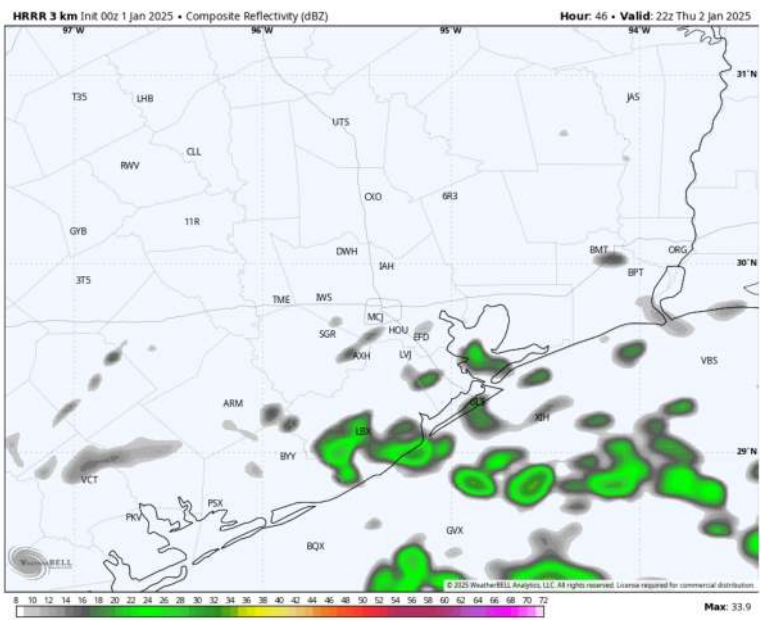 HRRR 3 km Init 00z 1 Jan 2025 • Composite Reflectivity (dBZ) Hour: 46 • Valid: 22z Thu 2 Jan 2025
97°W 96°W 95°W 94°W
31°N
T35 LHB JAS
UTS
CLL
RWV
CXO 6R3
11R
GYB
DWH BMT ORG
IAH 30°N
BPT
3T5
TME IWS
MCJ
SGR HOU EFD
AXH LVJ
VBS
ARM GLS
XIH
LBX
BYY 29°N
VCT
PSX
PKV
GVX
BQX
WEATHERBELL
© 2025 WeatherBELL Analytics, LLC. All rights reserved. License required for commercial distribution.
8 10 12 14 16 18 20 22 24 26 28 30 32 34 36 38 40 42 44 46 48 50 52 54 56 58 60 62 64 66 68 70 72 Max: 33.9